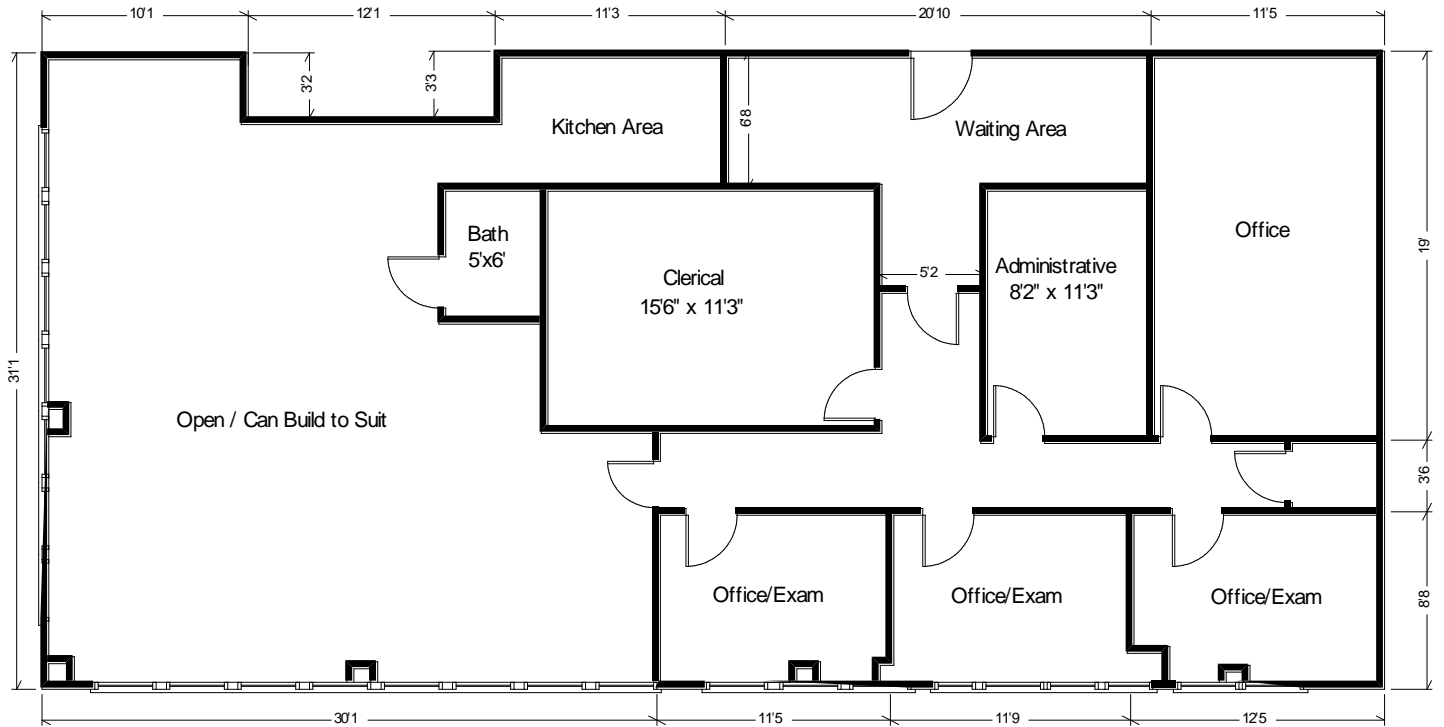 10'1
12'1
11'3
20'10
11'5
3'2
3'3
6'8
Kitchen Area
Waiting Area
Bath
5'x6'
Clerical
15'6" x 11'3"
5'2
Administrative
8'2" x 11'3"
Office
19'
31'1
Open / Can Build to Suit
3'6
Office/Exam
Office/Exam
Office/Exam
8'8
30'1
11'5
11'9
12'5